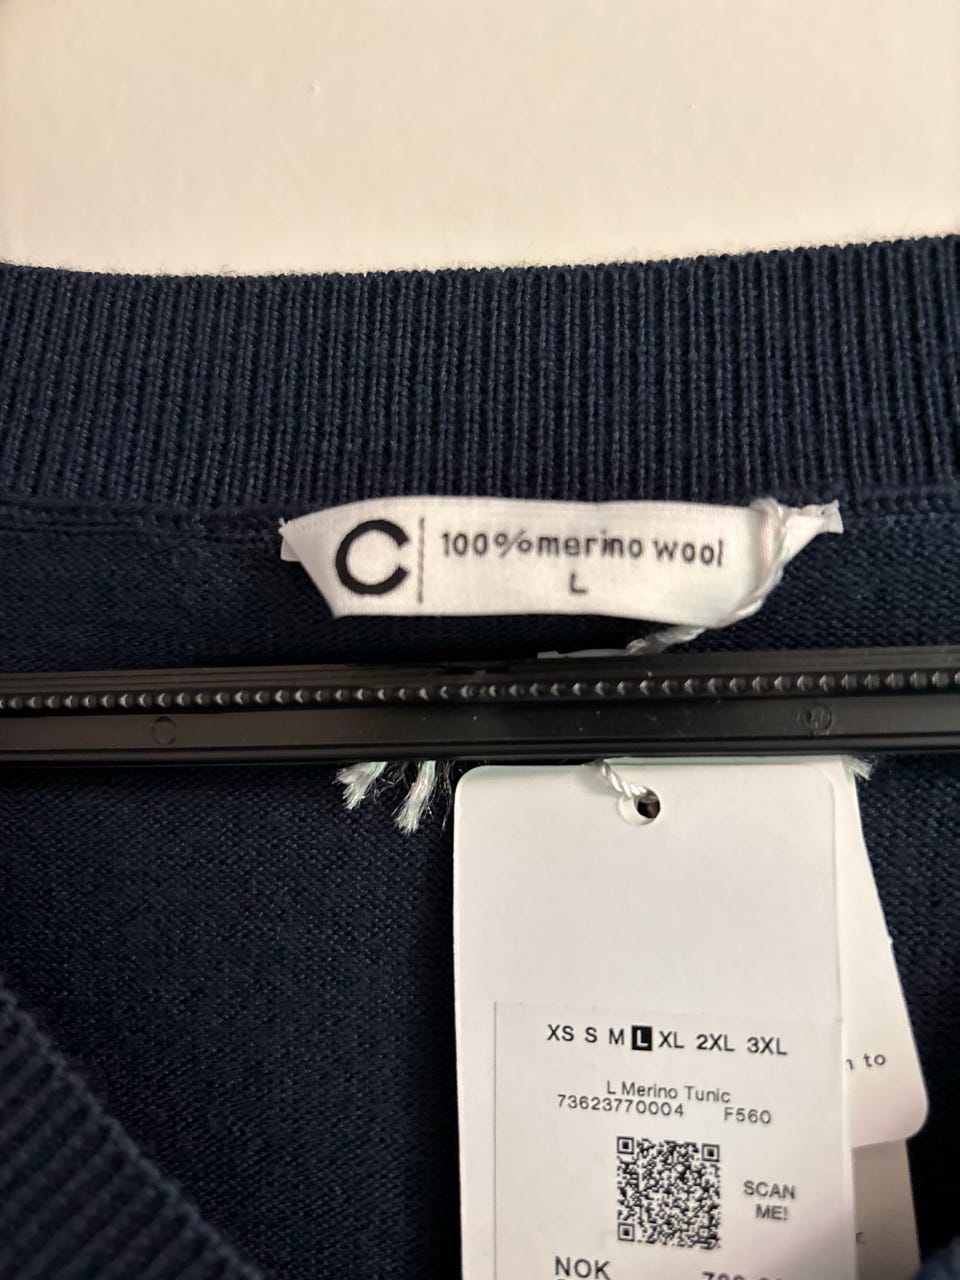 C 100% merino wool
L
XS S M L XL 2XL 3XL
to
L Merino Tunic
73623770004 F560
SCAN
ME!
NOK